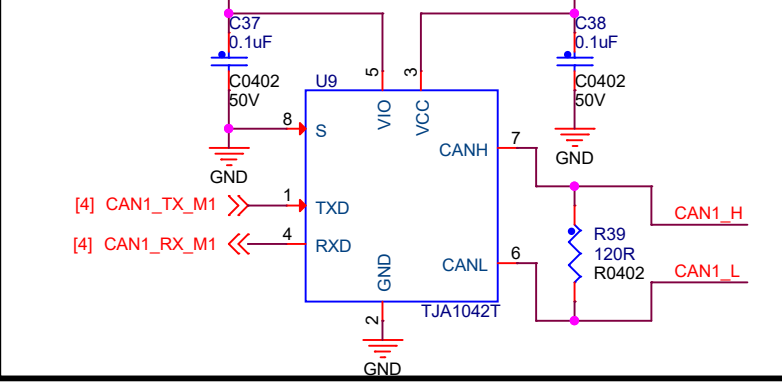 C37
0.1uF
C0402
50V
C38
0.1uF
C0402
50V
U9
5
3
VIO
VCC
8
S
GND
GND
7
CANH
[4] CAN1_TX_M1
1
TXD
CAN1_H
[4] CAN1_RX_M1
4
RXD
R39
120R
R0402
6
CANL
GND
CAN1_L
TJA1042T
2
GND